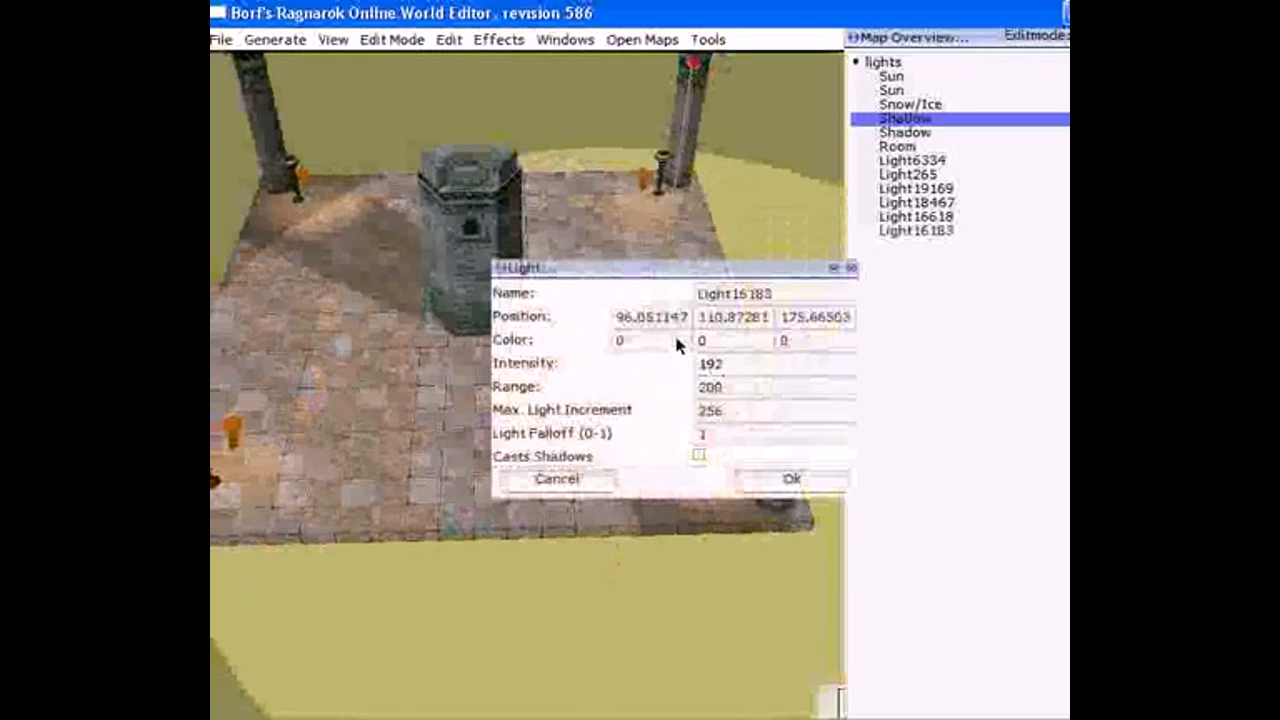 Borf's Ragnarok Online World Editor, revision 586
File Generate View Edit Mode Edit Effects Windows Open Maps Tools
Map Overview... Editmode:
lights
Sun
Sun
Snow/Ice
Shadow
Shadow
Room
Light6334
Light265
Light19169
Light18467
Light16618
Light16183
Light...
Name: Light16183
Position: 96.051147 110.87281 175.66503
Color: 0 0 0
Intensity: 192
Range: 200
Max. Light Increment 256
Light Falloff (0-1) 1
Casts Shadows
Cancel Ok